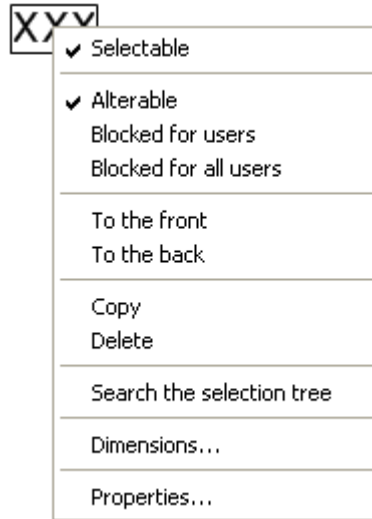 XXX
Selectable
Alterable
Blocked for users
Blocked for all users
To the front
To the back
Copy
Delete
Search the selection tree
Dimensions...
Properties...